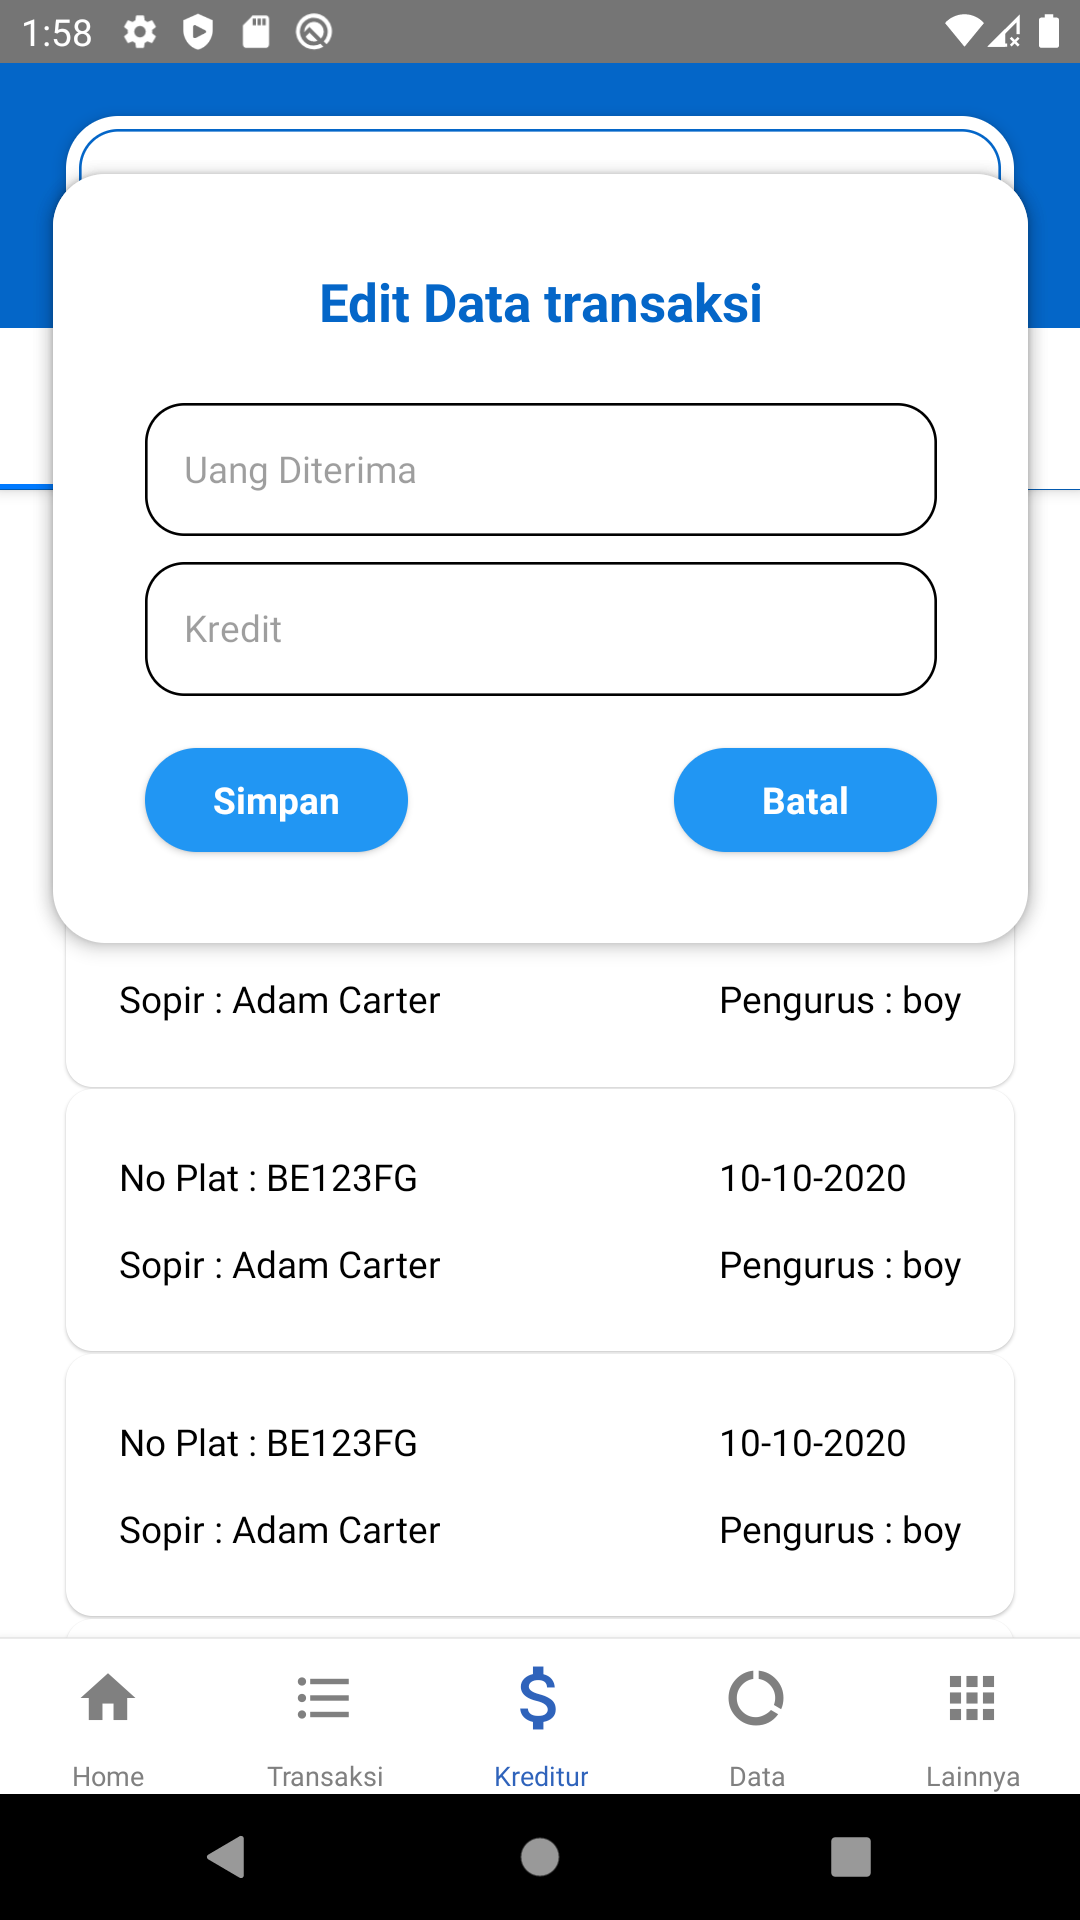 1:58
Edit Data transaksi
Uang Diterima
Kredit
Simpan Batal
Sopir : Adam Carter Pengurus : boy
No Plat : BE123FG 10-10-2020
Sopir : Adam Carter Pengurus : boy
No Plat : BE123FG 10-10-2020
Sopir : Adam Carter Pengurus : boy
Home Transaksi Kreditur Data Lainnya